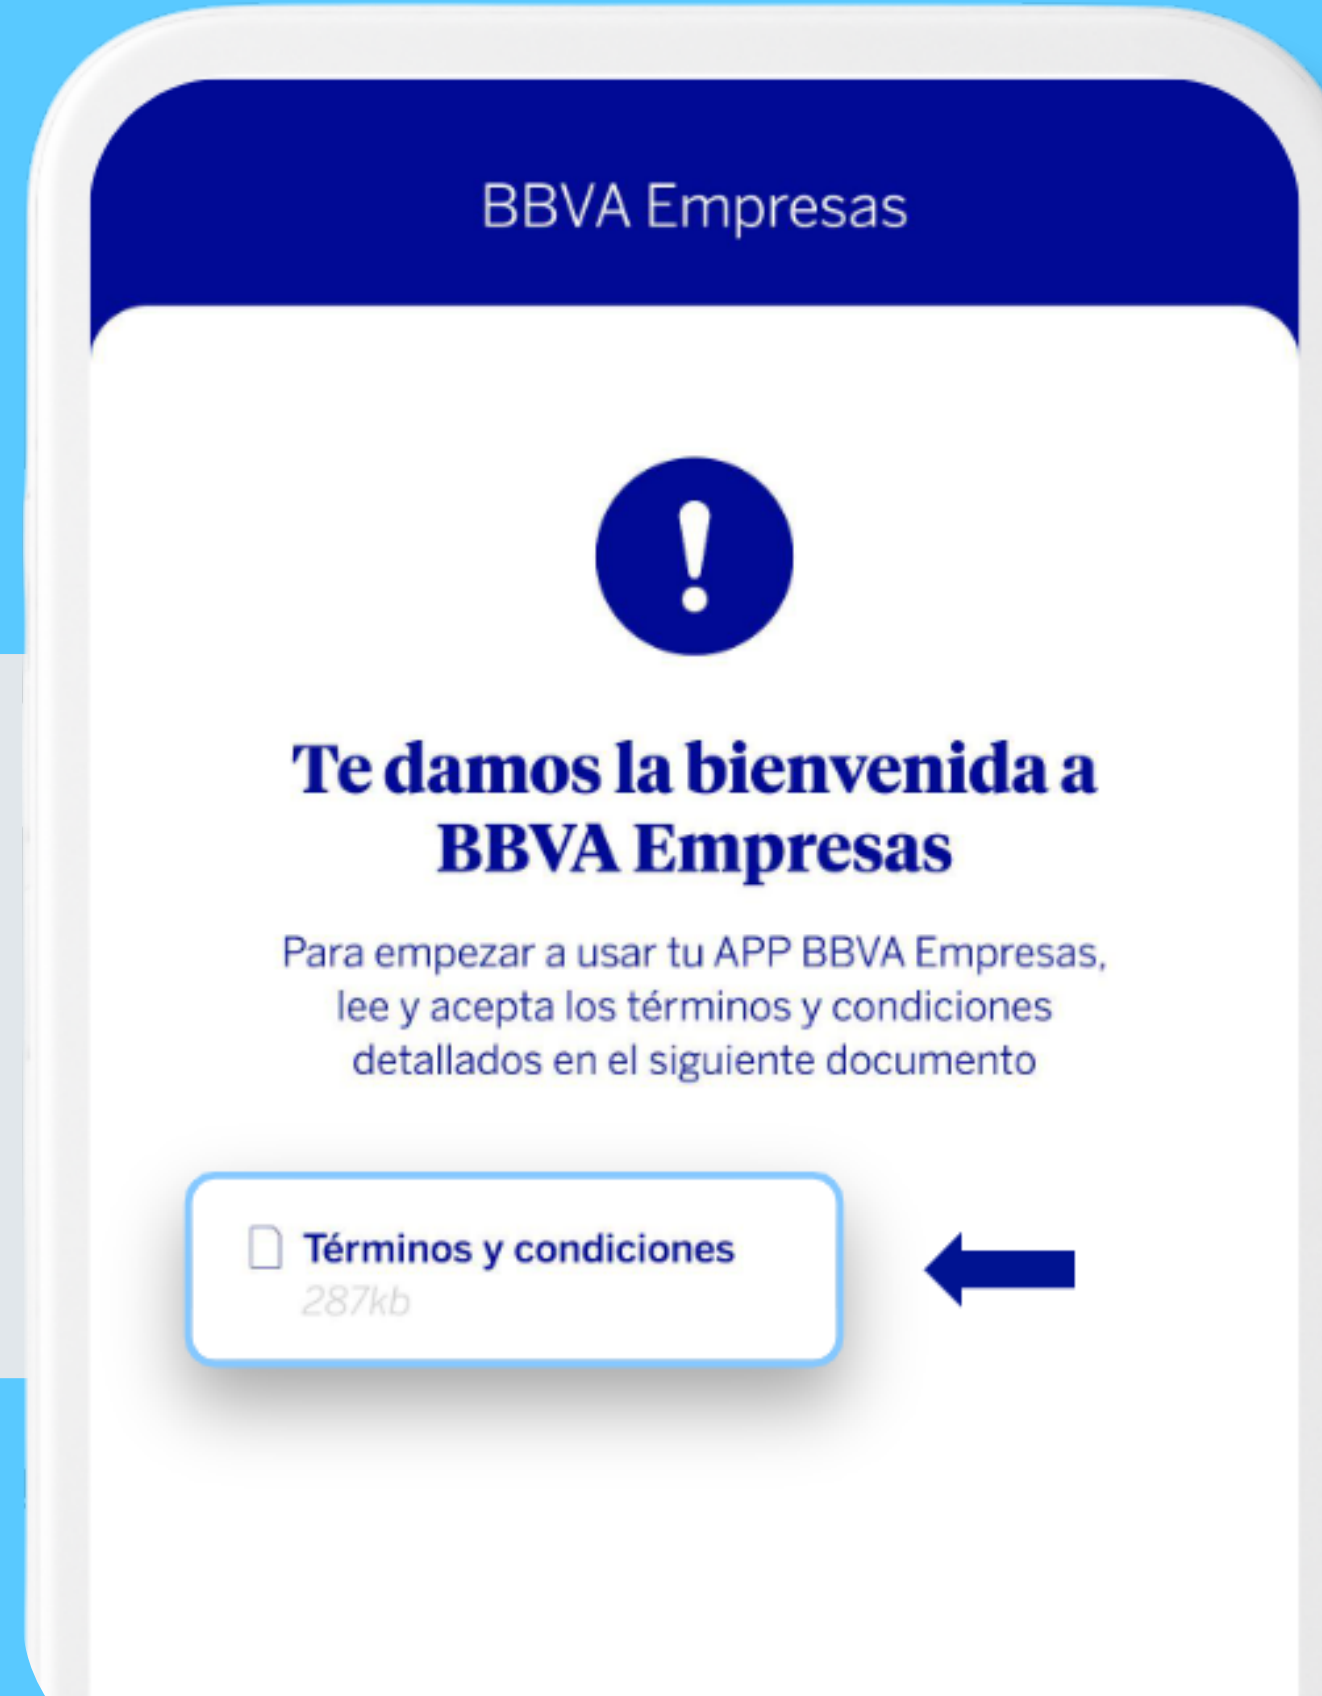 BBVA Empresas
Te damos la bienvenida a
BBVA Empresas
Para empezar a usar tu APP BBVA Empresas,
lee y acepta los términos y condiciones
detallados en el siguiente documento
Términos y condiciones
287kb